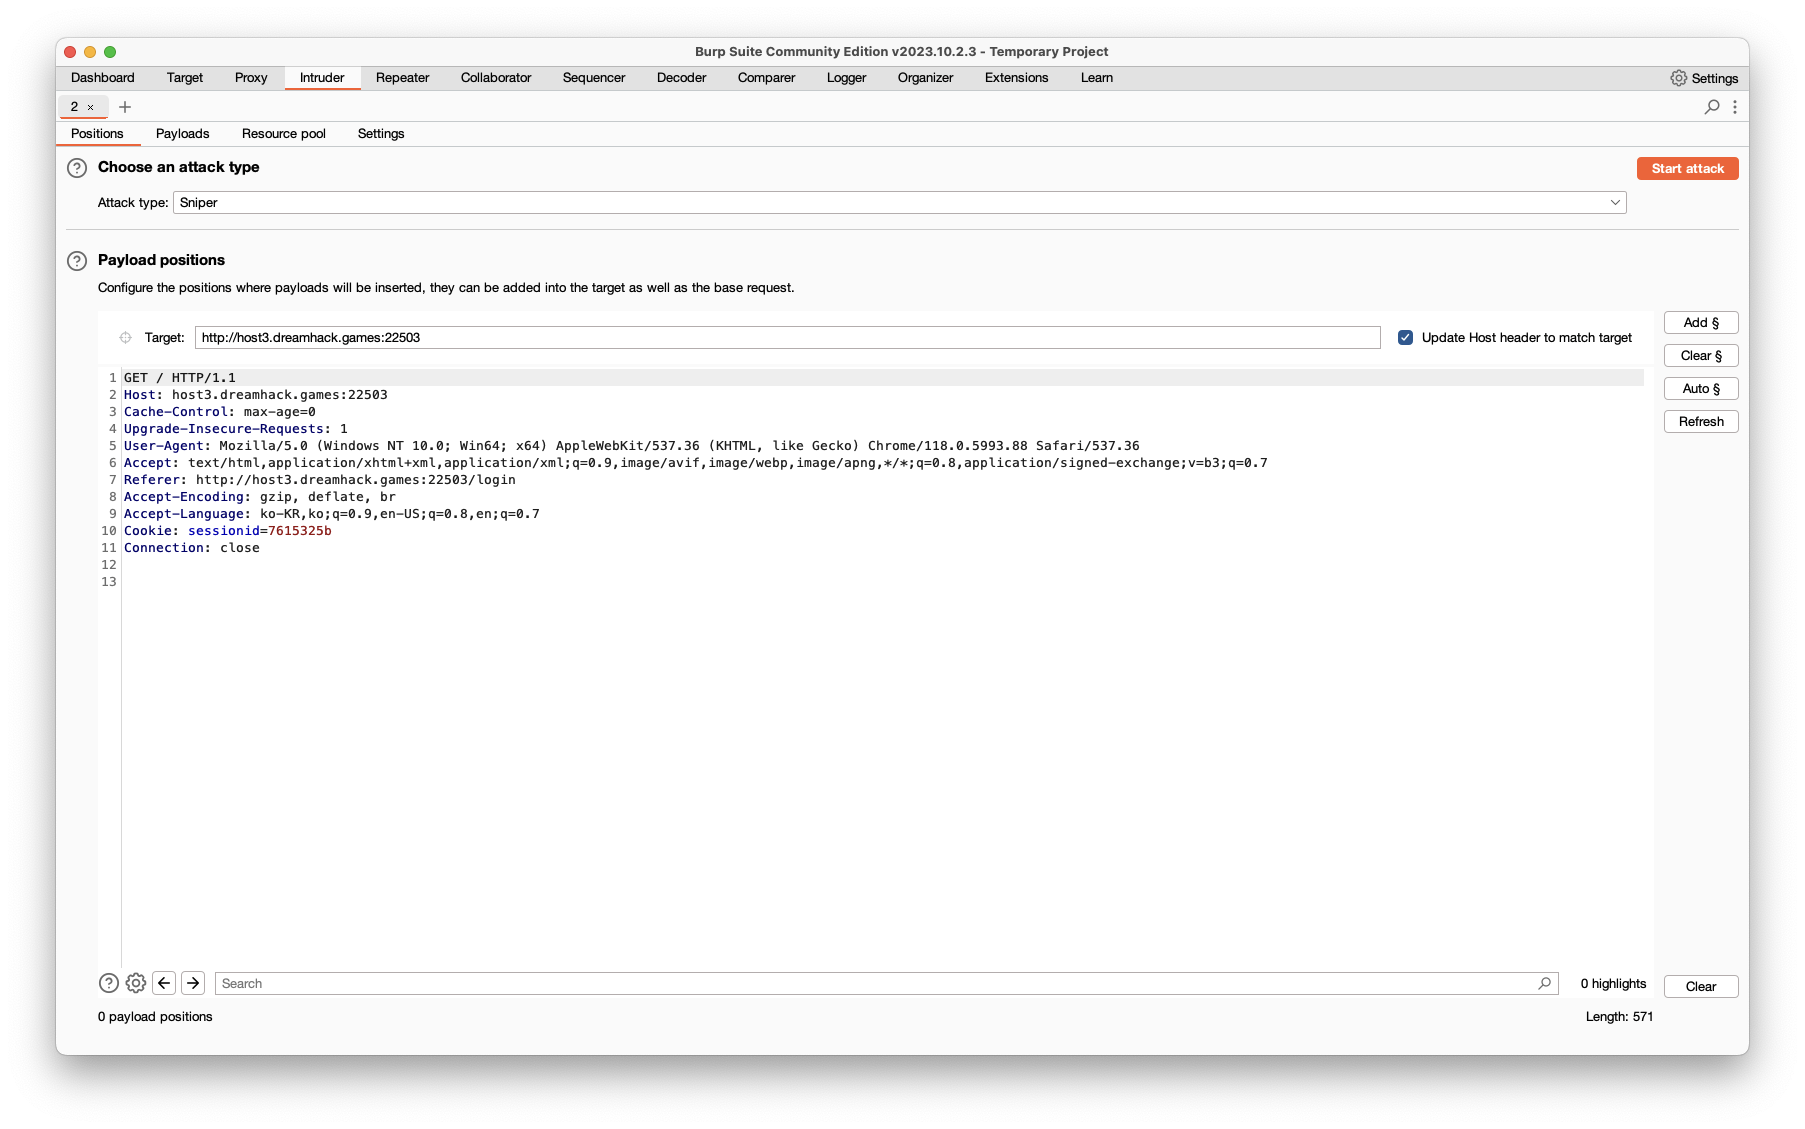 Burp Suite Community Edition v2023.10.2.3 - Temporary Project
Dashboard Target Proxy Intruder Repeater Collaborator Sequencer Decoder Comparer Logger Organizer Extensions Learn Settings
2 × +
Positions Payloads Resource pool Settings
? Choose an attack type
Start attack
Attack type: Sniper
? Payload positions
Configure the positions where payloads will be inserted, they can be added into the target as well as the base request.
Target: http://host3.dreamhack.games:22503
Update Host header to match target
Add §
Clear §
Auto §
Refresh
1 GET / HTTP/1.1
2 Host: host3.dreamhack.games:22503
3 Cache-Control: max-age=0
4 Upgrade-Insecure-Requests: 1
5 User-Agent: Mozilla/5.0 (Windows NT 10.0; Win64; x64) AppleWebKit/537.36 (KHTML, like Gecko) Chrome/118.0.5993.88 Safari/537.36
6 Accept: text/html,application/xhtml+xml,application/xml;q=0.9,image/avif,image/webp,image/apng,*/*;q=0.8,application/signed-exchange;v=b3;q=0.7
7 Referer: http://host3.dreamhack.games:22503/login
8 Accept-Encoding: gzip, deflate, br
9 Accept-Language: ko-KR,ko;q=0.9,en-US;q=0.8,en;q=0.7
10 Cookie: sessionid=7615325b
11 Connection: close
12
13
? Search 0 highlights
Clear
0 payload positions
Length: 571